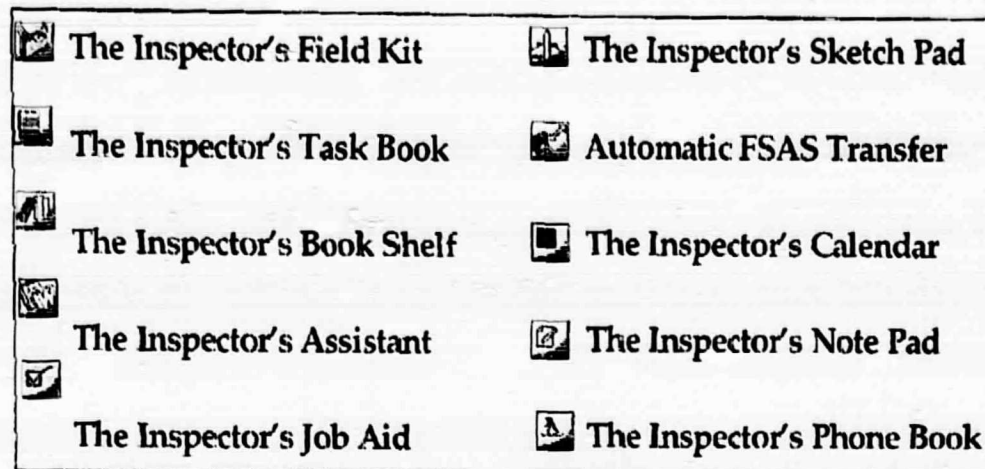 The Inspector's Field Kit
The Inspector's Task Book
The Inspector's Book Shelf
The Inspector's Assistant
The Inspector's Job Aid
The Inspector's Sketch Pad
Automatic FSAS Transfer
The Inspector's Calendar
The Inspector's Note Pad
The Inspector's Phone Book